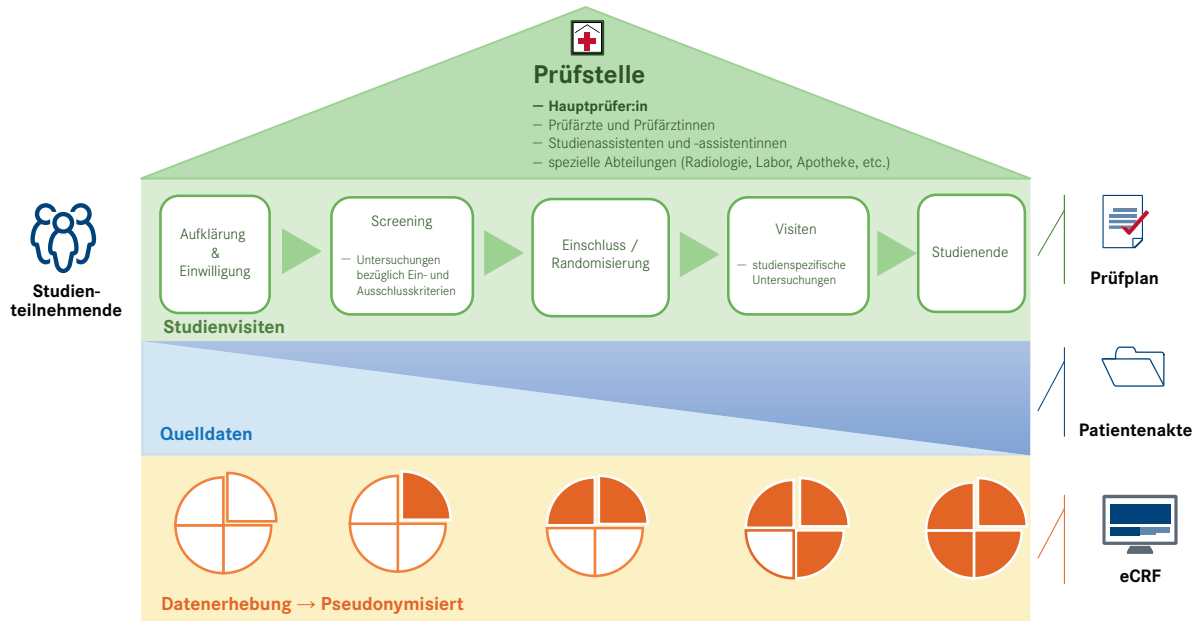 Prüfstelle
— Hauptprüfer:in
— Prüfärzte und Prüfärztinnen
— Studienassistenten und -assistentinnen
— spezielle Abteilungen (Radiologie, Labor, Apotheke, etc.)
Studien-
teilnehmende
Aufklärung
&
Einwilligung
Screening
— Untersuchungen
bezüglich Ein- und
Ausschlusskriterien
Einschluss /
Randomisierung
Visiten
— studienspezifische
Untersuchungen
Studienende
Studienvisiten
Prüfplan
Quelldaten
Patientenakte
Datenerhebung → Pseudonymisiert
eCRF